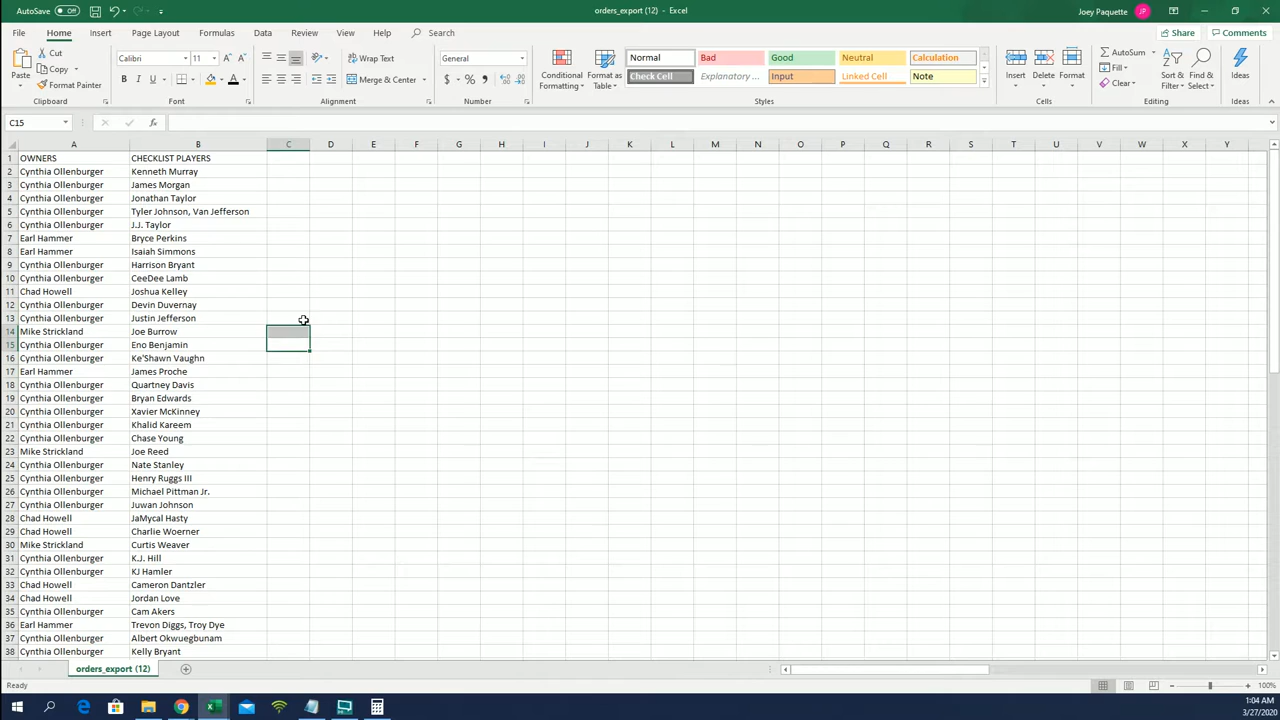 AutoSave Off
orders_export (12) - Excel
Joey Paquette JP
File Home Insert Page Layout Formulas Data Review View Help Search
Share Comments
Paste Cut Copy Format Painter
Calibri 11
B I U A A
Wrap Text
Merge & Center
General
$ % ,
Conditional Formatting Format as Table
Normal Bad Good Neutral Calculation
Check Cell Explanatory ... Input Linked Cell Note
Insert Delete Format
AutoSum Fill Clear
Sort & Filter Find & Select Ideas
Clipboard Font Alignment Number Styles Cells Editing Ideas
C15 fx
A B C D E F G H I J K L M N O P Q R S T U V W X Y
1 OWNERS CHECKLIST PLAYERS
2 Cynthia Ollenburger Kenneth Murray
3 Cynthia Ollenburger James Morgan
4 Cynthia Ollenburger Jonathan Taylor
5 Cynthia Ollenburger Tyler Johnson, Van Jefferson
6 Cynthia Ollenburger J.J. Taylor
7 Earl Hammer Bryce Perkins
8 Earl Hammer Isaiah Simmons
9 Cynthia Ollenburger Harrison Bryant
10 Cynthia Ollenburger CeeDee Lamb
11 Chad Howell Joshua Kelley
12 Cynthia Ollenburger Devin Duvernay
13 Cynthia Ollenburger Justin Jefferson
14 Mike Strickland Joe Burrow
15 Cynthia Ollenburger Eno Benjamin
16 Cynthia Ollenburger Ke'Shawn Vaughn
17 Earl Hammer James Proche
18 Cynthia Ollenburger Quartney Davis
19 Cynthia Ollenburger Bryan Edwards
20 Cynthia Ollenburger Xavier McKinney
21 Cynthia Ollenburger Khalid Kareem
22 Cynthia Ollenburger Chase Young
23 Mike Strickland Joe Reed
24 Cynthia Ollenburger Nate Stanley
25 Cynthia Ollenburger Henry Ruggs III
26 Cynthia Ollenburger Michael Pittman Jr.
27 Cynthia Ollenburger Juwan Johnson
28 Chad Howell JaMycal Hasty
29 Chad Howell Charlie Woerner
30 Mike Strickland Curtis Weaver
31 Cynthia Ollenburger K.J. Hill
32 Cynthia Ollenburger KJ Hamler
33 Chad Howell Cameron Dantzler
34 Chad Howell Jordan Love
35 Cynthia Ollenburger Cam Akers
36 Earl Hammer Trevon Diggs, Troy Dye
37 Cynthia Ollenburger Albert Okwuegbunam
38 Cynthia Ollenburger Kelly Bryant
orders_export (12)
Ready 100%
1:04 AM
3/27/2020